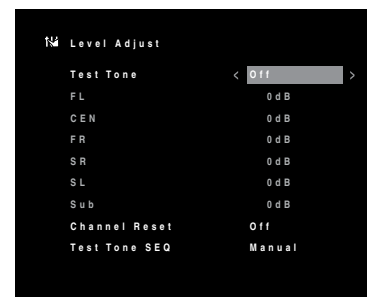 Level Adjust
Test Tone < Off >
FL 0dB
CEN 0dB
FR 0dB
SR 0dB
SL 0dB
Sub 0dB
Channel Reset Off
Test Tone SEQ Manual